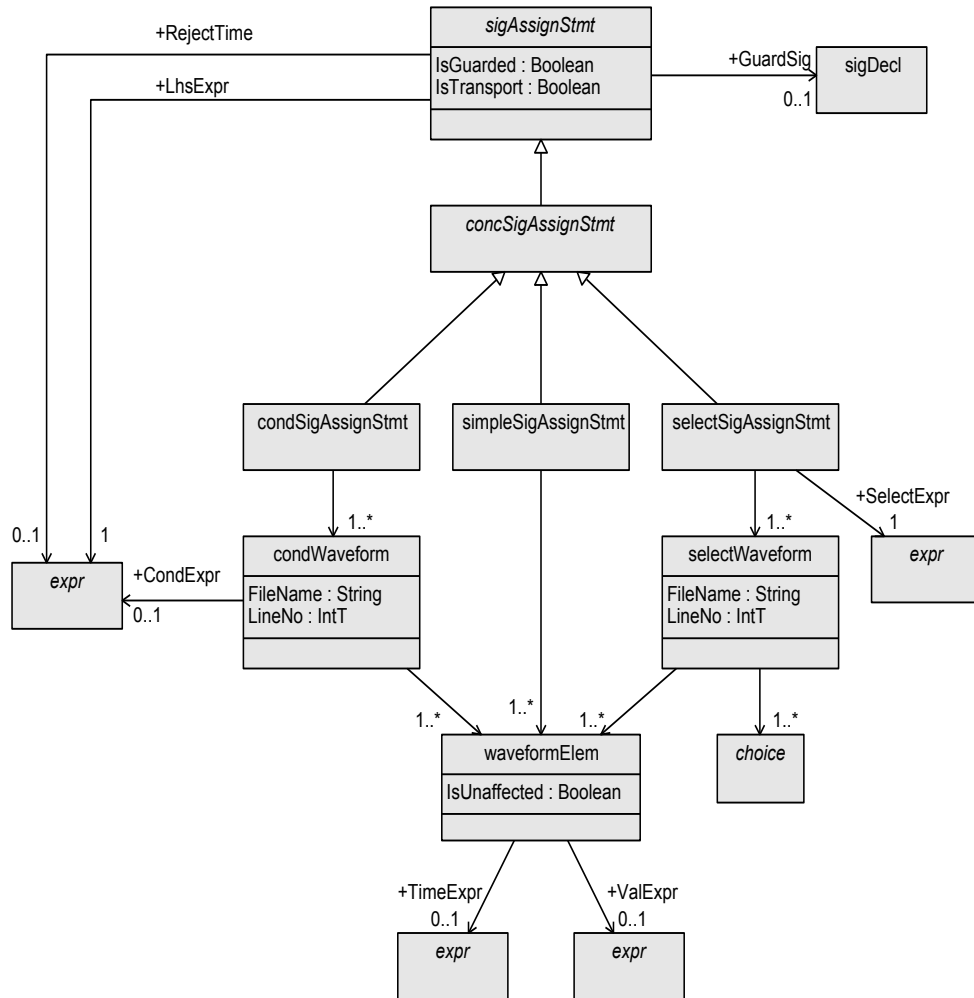 sigAssignStmt
+RejectTime
IsGuarded : Boolean
+GuardSig
sigDecl
+LhsExpr
IsTransport : Boolean
0..1
concSigAssignStmt
condSigAssignStmt
simpleSigAssignStmt
selectSigAssignStmt
+SelectExpr
0..1
1
1..*
1..*
1
condWaveform
selectWaveform
expr
expr
+CondExpr
FileName : String
FileName : String
0..1
LineNo : IntT
LineNo : IntT
1..*
1..*
1..*
1..*
waveformElem
choice
IsUnaffected : Boolean
+TimeExpr
+ValExpr
0..1
0..1
expr
expr